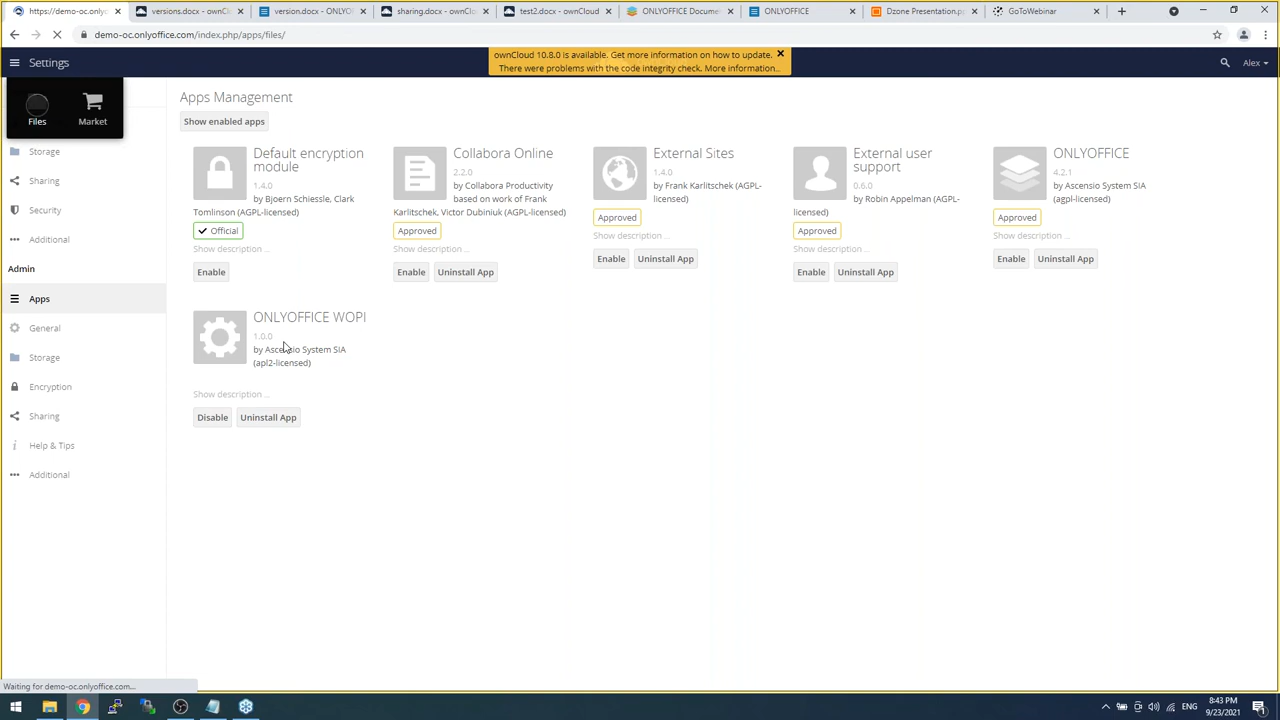 https://demo-oc.onlyo
versions.docx - ownCl
version.docx - ONLYO
sharing.docx - ownCl
test2.docx - ownCloud
ONLYOFFICE Docume
ONLYOFFICE
Dzone Presentation.p
GoToWebinar
demo-oc.onlyoffice.com/index.php/apps/files/
Settings
ownCloud 10.8.0 is available. Get more information on how to update.
There were problems with the code integrity check. More information...
Alex
Files
Market
Storage
Sharing
Security
Additional
Admin
Apps
General
Storage
Encryption
Sharing
Help & Tips
Additional
Apps Management
Show enabled apps
Default encryption
module
1.4.0
by Bjoern Schiessle, Clark
Tomlinson (AGPL-licensed)
Official
Show description ...
Enable
Collabora Online
2.2.0
by Collabora Productivity
based on work of Frank
Karlitschek, Victor Dubiniuk (AGPL-licensed)
Approved
Show description ...
Enable
Uninstall App
External Sites
1.4.0
by Frank Karlitschek (AGPL-
licensed)
Approved
Show description ...
Enable
Uninstall App
External user
support
0.6.0
by Robin Appelman (AGPL-
licensed)
Approved
Show description ...
Enable
Uninstall App
ONLYOFFICE
4.2.1
by Ascensio System SIA
(agpl-licensed)
Approved
Show description ...
Enable
Uninstall App
ONLYOFFICE WOPI
1.0.0
by Ascensio System SIA
(apl2-licensed)
Show description ...
Disable
Uninstall App
Waiting for demo-oc.onlyoffice.com...
ENG
8:43 PM
9/23/2021